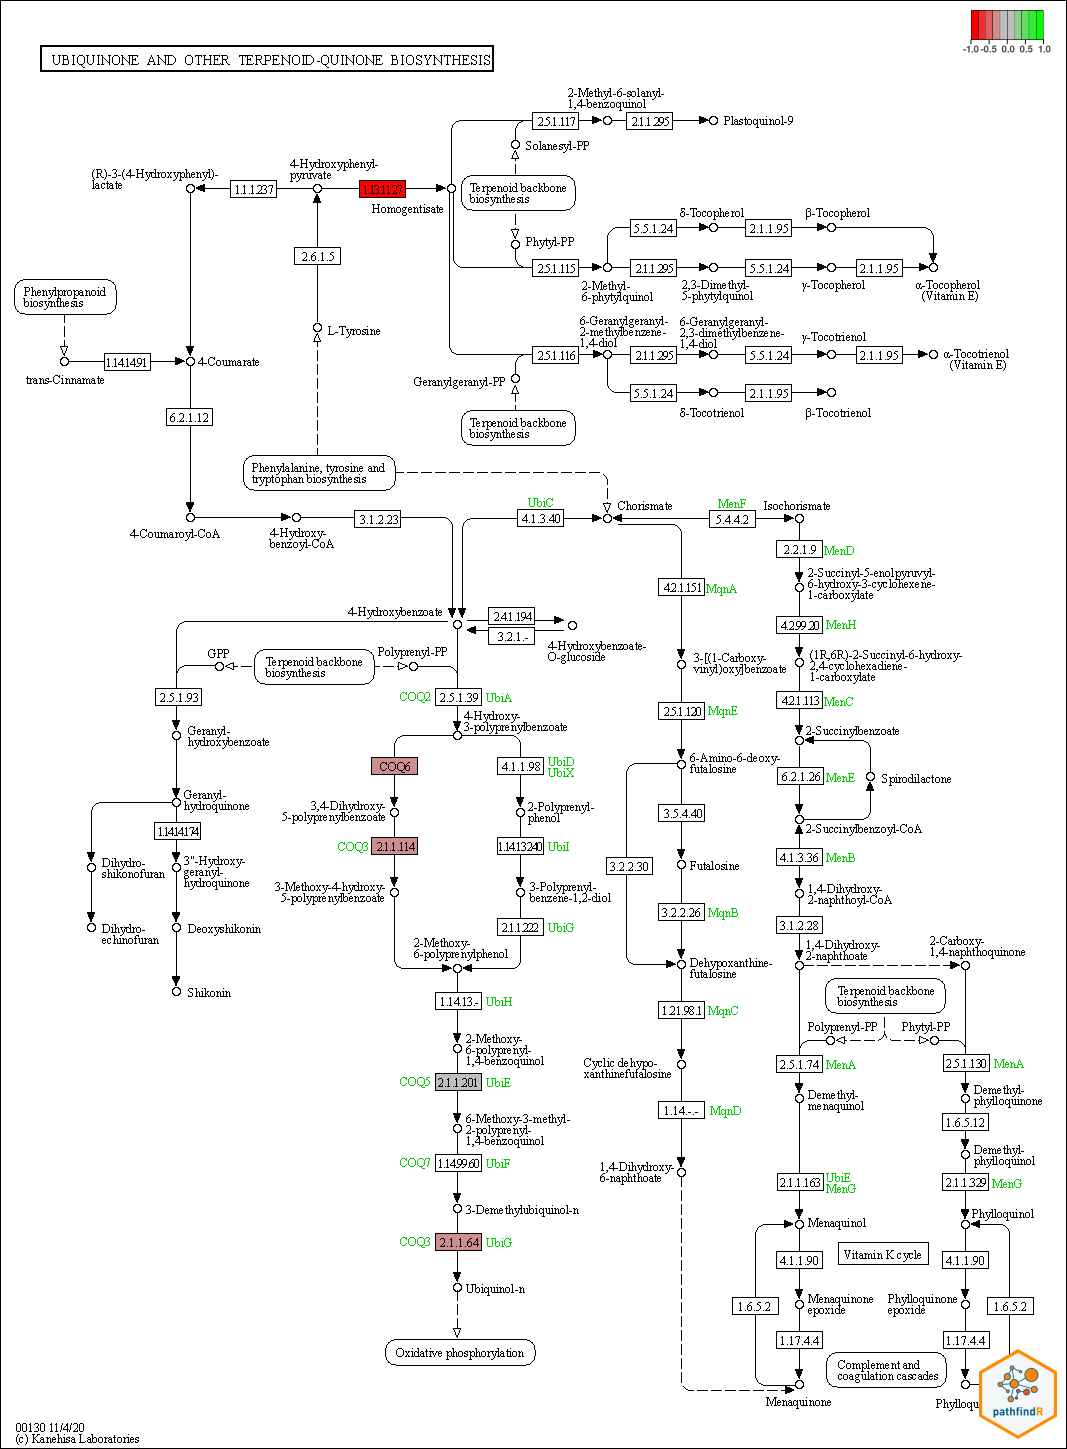 -1.0 -0.5 0.0 0.5 1.0
UBIQUINONE AND OTHER TERPENOID-QUINONE BIOSYNTHESIS
2-Methyl-6-solanyl-
1,4-benzoquinol
2.5.1.117
2.1.1.295
Plastoquinol-9
Solanesyl-PP
(R)-3-(4-Hydroxyphenyl)-
lactate
1.1.1.237
4-Hydroxyphenyl-
pyruvate
1.13.11.27
Homogentisate
Terpenoid backbone
biosynthesis
Phytyl-PP
2.5.1.115
2-Methyl-
6-phytylquinol
δ-Tocopherol
β-Tocopherol
5.5.1.24
2.1.1.95
2.1.1.295
2,3-Dimethyl-
5-phytylquinol
5.5.1.24
γ-Tocopherol
2.1.1.95
α-Tocopherol
(Vitamin E)
2.6.1.5
L-Tyrosine
Phenylpropanoid
biosynthesis
trans-Cinnamate
1.14.14.91
4-Coumarate
6-Geranylgeranyl-
2-methylbenzene-
1,4-diol
6-Geranylgeranyl-
2,3-dimethylbenzene-
1,4-diol
γ-Tocotrienol
2.5.1.116
2.1.1.295
5.5.1.24
2.1.1.95
α-Tocotrienol
(Vitamin E)
Geranylgeranyl-PP
5.5.1.24
2.1.1.95
δ-Tocotrienol
β-Tocotrienol
Terpenoid backbone
biosynthesis
6.2.1.12
Phenylalanine, tyrosine and
tryptophan biosynthesis
4-Coumaroyl-CoA
4-Hydroxy-
benzoyl-CoA
3.1.2.23
UbiC
4.1.3.40
Chorismate
MenF
5.4.4.2
Isochorismate
2.2.1.9
MenD
2-Succinyl-5-enolpyruvyl-
6-hydroxy-3-cyclohexene-
1-carboxylate
4.2.1.151
MqnA
4-Hydroxybenzoate
2.4.1.194
3.2.1.-
4-Hydroxybenzoate-
O-glucoside
4.2.99.20
MenH
GPP
Terpenoid backbone
biosynthesis
Polyprenyl-PP
3-[(1-Carboxy-
vinyl)oxy]benzoate
(1R,6R)-2-Succinyl-6-hydroxy-
2,4-cyclohexadiene-
1-carboxylate
2.5.1.93
COQ2
2.5.1.39
UbiA
2.5.1.120
MqnE
4.2.1.113
MenC
Geranyl-
hydroxybenzoate
4-Hydroxy-
3-polyprenylbenzoate
2-Succinylbenzoate
COQ6
4.1.1.98
UbiD
UbiX
6-Amino-6-deoxy-
futalosine
6.2.1.26
MenE
Spirodilactone
Geranyl-
hydroquinone
3,4-Dihydroxy-
5-polyprenylbenzoate
2-Polyprenyl-
phenol
3.5.4.40
2-Succinylbenzoyl-CoA
1.14.14.174
COQ3
2.1.1.114
1.14.13.240
UbiI
4.1.3.36
MenB
Dihydro-
shikonofuran
3"-Hydroxy-
geranyl-
hydroquinone
3.2.2.30
Futalosine
3-Methoxy-4-hydroxy-
5-polyprenylbenzoate
3-Polyprenyl-
benzene-1,2-diol
1,4-Dihydroxy-
2-naphthoyl-CoA
3.2.2.26
MqnB
2.1.1.222
UbiG
3.1.2.28
Dihydro-
echinofuran
Deoxyshikonin
2-Methoxy-
6-polyprenylphenol
1,4-Dihydroxy-
2-naphthoate
2-Carboxy-
1,4-naphthoquinone
Dehypoxanthine-
futalosine
Shikonin
1.14.13.-
UbiH
1.21.98.1
MqnC
Terpenoid backbone
biosynthesis
Polyprenyl-PP
Phytyl-PP
2-Methoxy-
6-polyprenyl-
1,4-benzoquinol
Cyclic dehypo-
xanthinefutalosine
2.5.1.74
MenA
2.5.1.130
MenA
COQ5
2.1.1.201
UbiE
Demethyl-
menaquinol
Demethyl-
phylloquinone
1.14.-.-
MqnD
1.6.5.12
6-Methoxy-3-methyl-
2-polyprenyl-
1,4-benzoquinol
COQ7
1.14.99.60
UbiF
1,4-Dihydroxy-
6-naphthoate
Demethyl-
phylloquinol
2.1.1.163
UbiE
MenG
2.1.1.329
MenG
3-Demethylubiquinol-n
Menaquinol
Phylloquinol
COQ3
2.1.1.64
UbiG
4.1.1.90
Vitamin K cycle
4.1.1.90
Ubiquinol-n
1.6.5.2
Menaquinone
epoxide
Phylloquinone
epoxide
1.6.5.2
1.17.4.4
1.17.4.4
Oxidative phosphorylation
Complement and
coagulation cascades
Menaquinone
Phylloqu
pathfindR
00130 11/4/20
(c) Kanehisa Laboratories